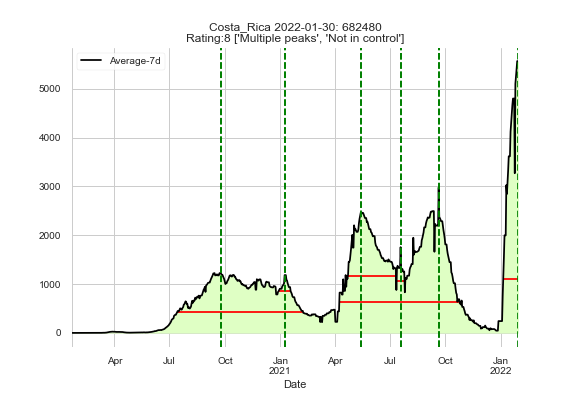 Costa_Rica 2022-01-30: 682480
Rating:8 ['Multiple peaks', 'Not in control']
Average-7d
5000
4000
3000
2000
1000
0
Apr
Jul
Oct
Jan
2021
Apr
Jul
Oct
Jan
2022
Date